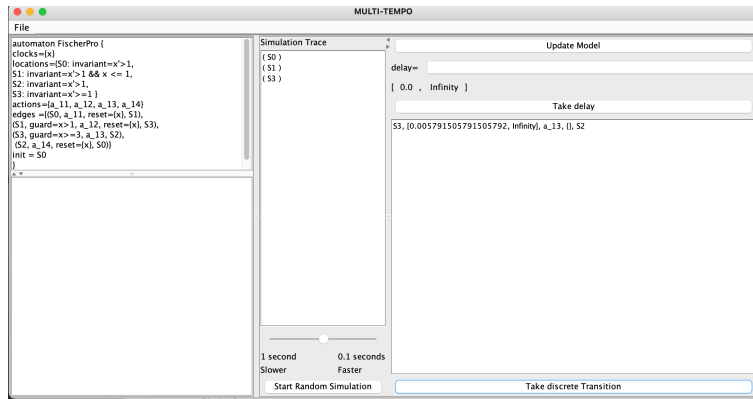 MULTI-TEMPO
File
automaton FischerPro {
clocks={x}
locations={S0: invariant=x'>1,
S1: invariant=x'>1 && x <= 1,
S2: invariant=x'>1,
S3: invariant=x'>=1 }
actions={a_11, a_12, a_13, a_14}
edges ={(S0, a_11, reset={x}, S1),
(S1, guard=x>1, a_12, reset={x}, S3),
(S3, guard=x>=3, a_13, S2),
(S2, a_14, reset={x}, S0)}
init = S0
}
Simulation Trace
( S0 )
( S1 )
( S3 )
1 second 0.1 seconds
Slower Faster
Start Random Simulation
Update Model
delay=
[ 0.0 , Infinity ]
Take delay
S3, [0.005791505791505792, Infinity], a_13, {}, S2
Take discrete Transition